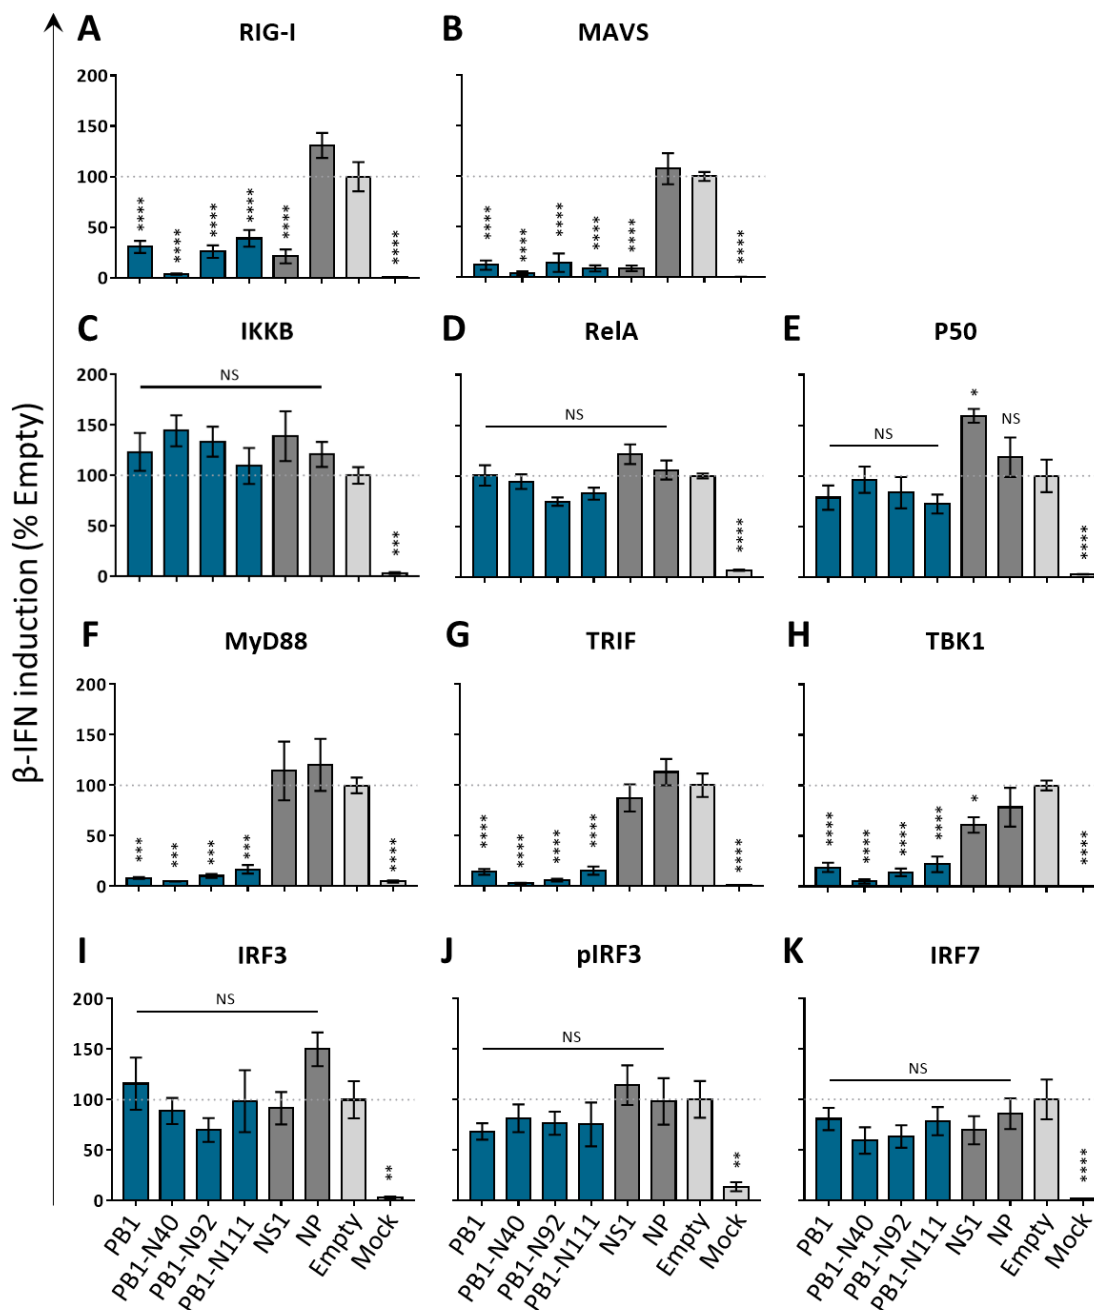 β-IFN induction (% Empty)
A RIG-I
200
150
100
50
0
**** **** **** **** **** ****
B MAVS
**** **** **** **** **** ****
C IKKB
200
150
100
50
0
NS
***
D RelA
NS
****
E P50
NS
*
NS
****
F MyD88
200
150
100
50
0
*** *** *** *** ****
G TRIF
**** **** **** **** ****
H TBK1
**** **** **** **** * ****
I IRF3
200
150
100
50
0
NS
**
J pIRF3
NS
**
K IRF7
NS
****
PB1 PB1-N40 PB1-N92 PB1-N111 NS1 NP Empty Mock
PB1 PB1-N40 PB1-N92 PB1-N111 NS1 NP Empty Mock
PB1 PB1-N40 PB1-N92 PB1-N111 NS1 NP Empty Mock